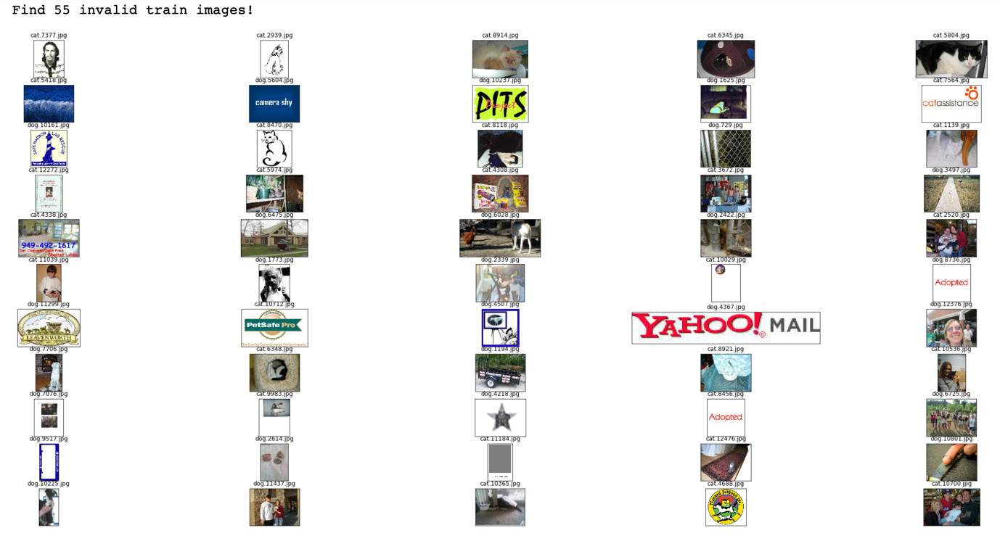 Find 55 invalid train images!
cat.7377.jpg cat.2939.jpg cat.8914.jpg cat.6345.jpg cat.5804.jpg
cat.5418.jpg dog.5604.jpg dog.10237.jpg dog.1625.jpg cat.7564.jpg
camera shy
PITS
Project
catassistance
dog.10161.jpg cat.8470.jpg cat.8118.jpg dog.729.jpg cat.1139.jpg
SAFE HARBOR LAB RESCUE
cat.12272.jpg cat.5974.jpg cat.4308.jpg cat.3672.jpg dog.3497.jpg
cat.4338.jpg dog.6475.jpg dog.6028.jpg dog.2422.jpg cat.2520.jpg
949-492-1617
Shelter Lobby
cat.11039.jpg dog.1773.jpg dog.2339.jpg cat.10029.jpg dog.8736.jpg
Adopted
dog.11299.jpg cat.10712.jpg dog.4507.jpg dog.4367.jpg dog.12376.jpg
LEAVENWORTH
PetSafe Pro
YAHOO! MAIL
dog.7706.jpg cat.6348.jpg dog.1194.jpg cat.8921.jpg cat.10536.jpg
dog.7076.jpg cat.9983.jpg dog.4218.jpg cat.8456.jpg dog.6725.jpg
Adopted
dog.9517.jpg dog.2614.jpg cat.11184.jpg cat.12476.jpg dog.10801.jpg
dog.10225.jpg dog.11437.jpg cat.10365.jpg cat.4688.jpg cat.10700.jpg